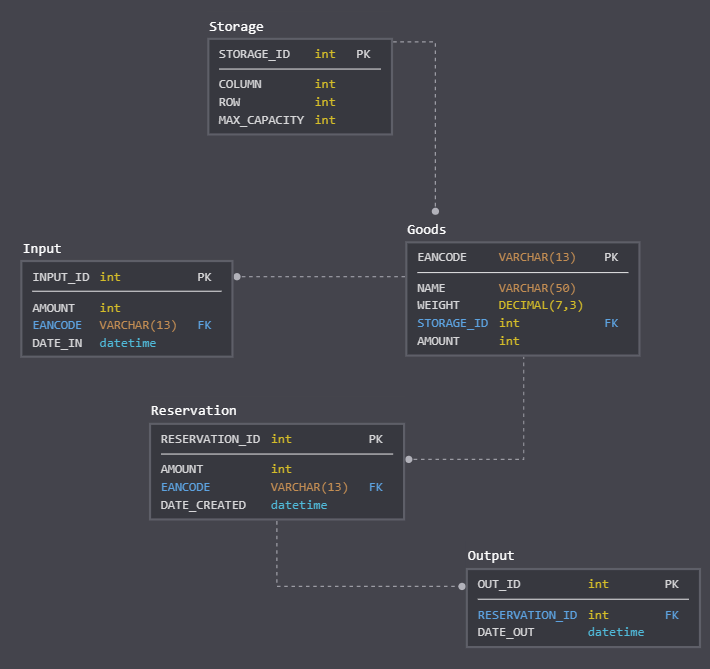 Storage
STORAGE_ID int PK
COLUMN int
ROW int
MAX_CAPACITY int
Goods
EANCODE VARCHAR(13) PK
NAME VARCHAR(50)
WEIGHT DECIMAL(7,3)
STORAGE_ID int FK
AMOUNT int
Input
INPUT_ID int PK
AMOUNT int
EANCODE VARCHAR(13) FK
DATE_IN datetime
Reservation
RESERVATION_ID int PK
AMOUNT int
EANCODE VARCHAR(13) FK
DATE_CREATED datetime
Output
OUT_ID int PK
RESERVATION_ID int FK
DATE_OUT datetime